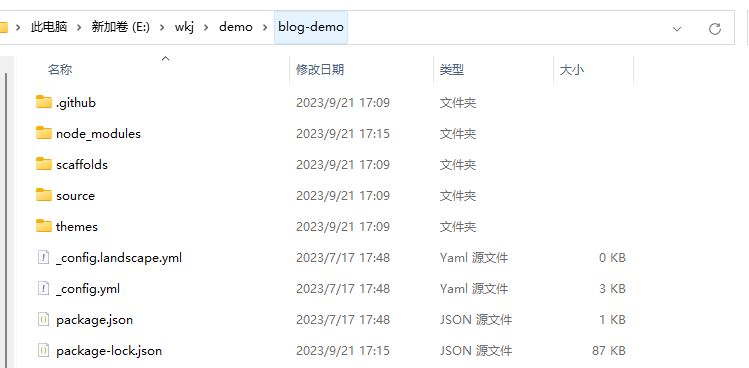 此电脑 > 新加卷 (E:) > wkj > demo > blog-demo
名称 修改日期 类型 大小
.github 2023/9/21 17:09 文件夹
node_modules 2023/9/21 17:15 文件夹
scaffolds 2023/9/21 17:09 文件夹
source 2023/9/21 17:09 文件夹
themes 2023/9/21 17:09 文件夹
_config.landscape.yml 2023/7/17 17:48 Yaml 源文件 0 KB
_config.yml 2023/7/17 17:48 Yaml 源文件 3 KB
package.json 2023/7/17 17:48 JSON 源文件 1 KB
package-lock.json 2023/9/21 17:15 JSON 源文件 87 KB